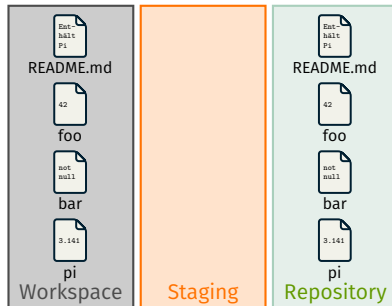 Ent-
hält
Pi
README.md
42
foo
not
null
bar
3.141
pi
Workspace
Staging
Ent-
hält
Pi
README.md
42
foo
not
null
bar
3.141
pi
Repository